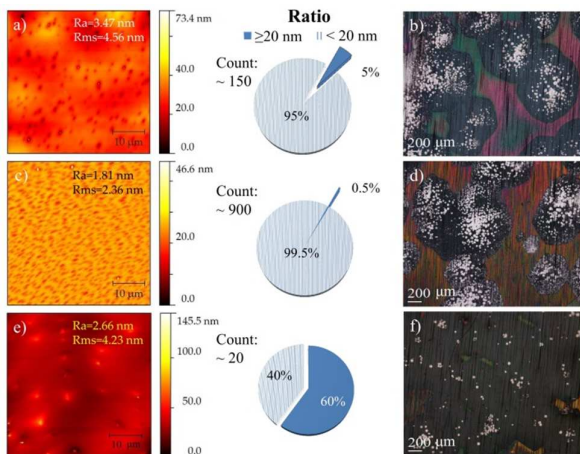 Ratio
≥20 nm < 20 nm
a)
Ra=3.47 nm
Rms=4.56 nm
10 μm
73.4 nm
60.0
40.0
20.0
0.0
Count:
~ 150
5%
95%
b)
200 μm
c)
Ra=1.81 nm
Rms=2.36 nm
10 μm
46.6 nm
20.0
0.0
Count:
~ 900
0.5%
99.5%
d)
200 μm
e)
Ra=2.66 nm
Rms=4.23 nm
10 μm
145.5 nm
100.0
50.0
0.0
Count:
~ 20
40%
60%
f)
200 μm